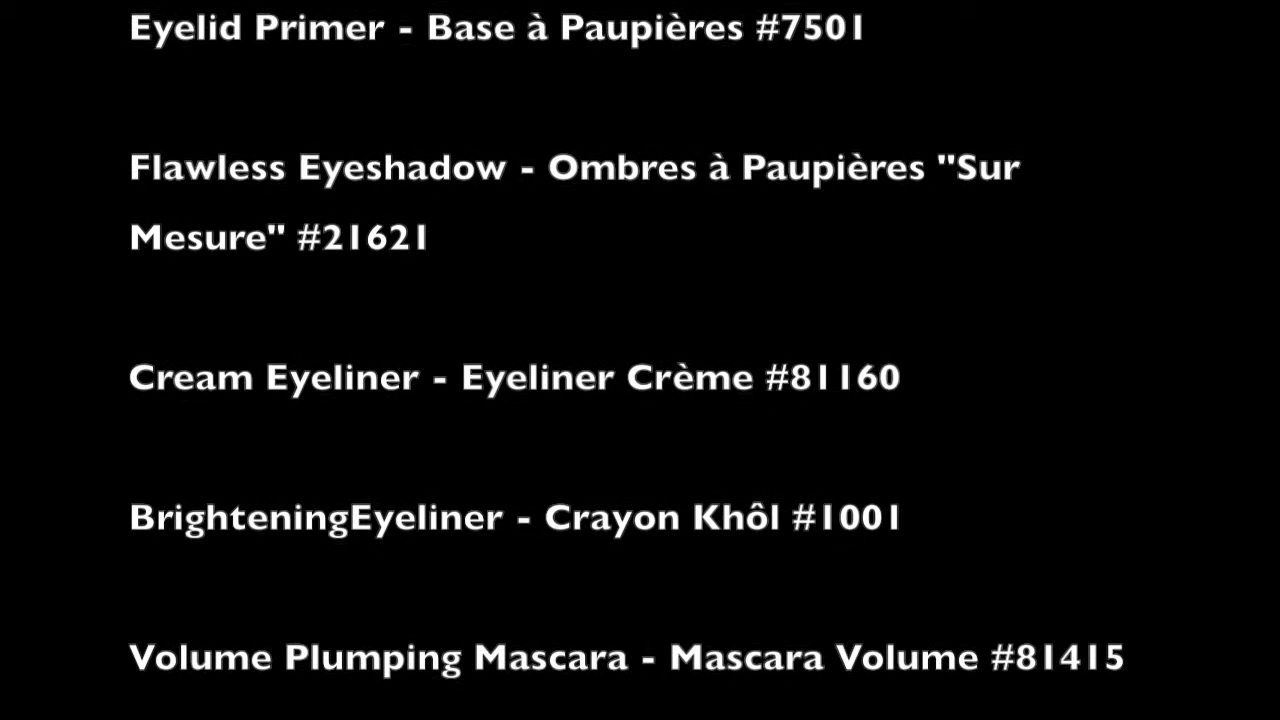 Eyelid Primer - Base à Paupières #7501
Flawless Eyeshadow - Ombres à Paupières "Sur
Mesure" #21621
Cream Eyeliner - Eyeliner Crème #81160
BrighteningEyeliner - Crayon Khôl #1001
Volume Plumping Mascara - Mascara Volume #81415